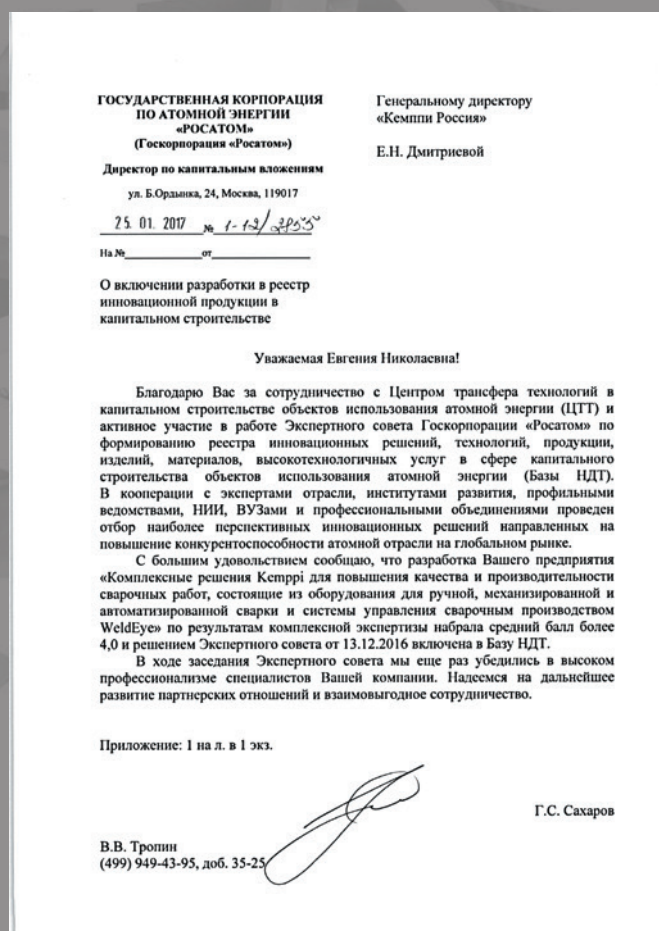 ГОСУДАРСТВЕННАЯ КОРПОРАЦИЯ
ПО АТОМНОЙ ЭНЕРГИИ
«РОСАТОМ»
(Госкорпорация «Росатом»)
Директор по капитальным вложениям
ул. Б.Ордынка, 24, Москва, 119017
25. 01. 2017 № 1-12/2855
На №____________от________________
Генеральному директору
«Кемппи Россия»
Е.Н. Дмитриевой
О включении разработки в реестр
инновационной продукции в
капитальном строительстве
Уважаемая Евгения Николаевна!
Благодарю Вас за сотрудничество с Центром трансфера технологий в
капитальном строительстве объектов использования атомной энергии (ЦТТ) и
активное участие в работе Экспертного совета Госкорпорации «Росатом» по
формированию реестра инновационных решений, технологий, продукции,
изделий, материалов, высокотехнологичных услуг в сфере капитального
строительства объектов использования атомной энергии (Базы НДТ).
В кооперации с экспертами отрасли, институтами развития, профильными
ведомствами, НИИ, ВУЗами и профессиональными объединениями проведен
отбор наиболее перспективных инновационных решений направленных на
повышение конкурентоспособности атомной отрасли на глобальном рынке.
С большим удовольствием сообщаю, что разработка Вашего предприятия
«Комплексные решения Kemppi для повышения качества и производительности
сварочных работ, состоящие из оборудования для ручной, механизированной и
автоматизированной сварки и системы управления сварочным производством
WeldEye» по результатам комплексной экспертизы набрала средний балл более
4,0 и решением Экспертного совета от 13.12.2016 включена в Базу НДТ.
В ходе заседания Экспертного совета мы еще раз убедились в высоком
профессионализме специалистов Вашей компании. Надеемся на дальнейшее
развитие партнерских отношений и взаимовыгодное сотрудничество.
Приложение: 1 на л. в 1 экз.
Г.С. Сахаров
В.В. Тропин
(499) 949-43-95, доб. 35-25